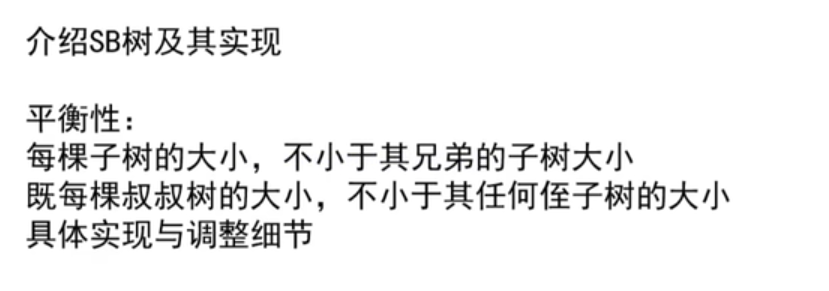 介绍SB树及其实现
平衡性：
每棵子树的大小，不小于其兄弟的子树大小
既每棵叔叔树的大小，不小于其任何侄子树的大小
具体实现与调整细节